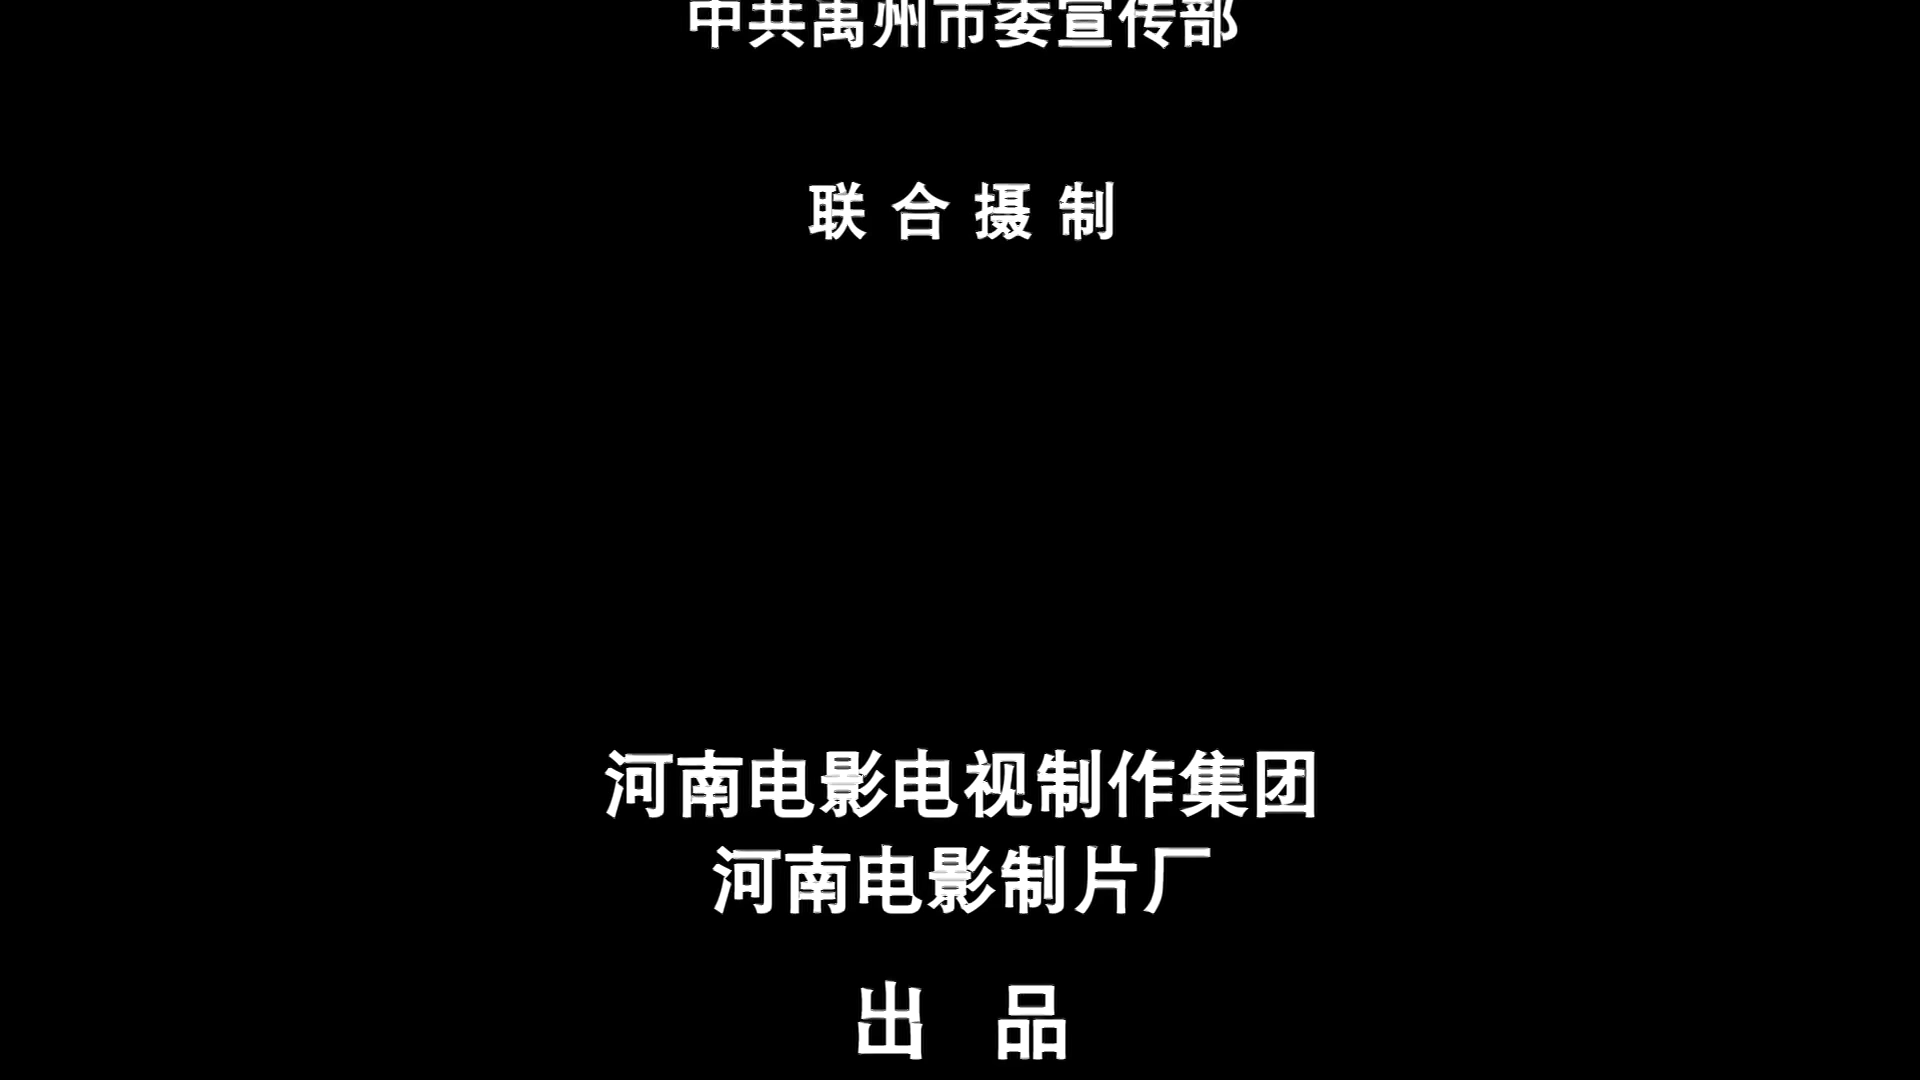 中共禹州市委宣传部
联合摄制
河南电影电视制作集团
河南电影制片厂
出品